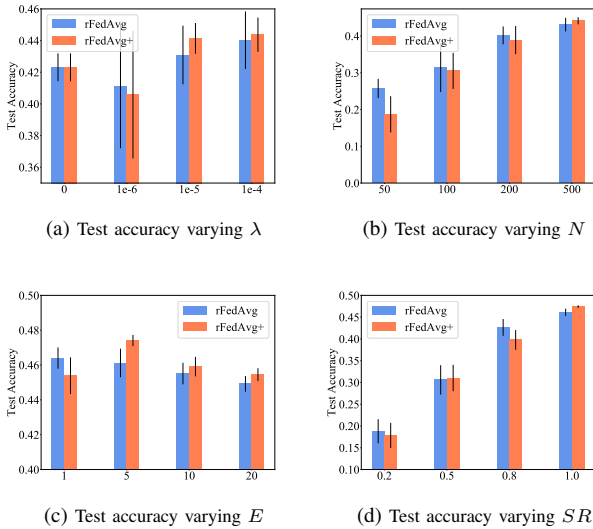 0.46
0.44
0.42
0.40
0.38
0.36
Test Accuracy
rFedAvg
rFedAvg+
0 1e-6 1e-5 1e-4
(a) Test accuracy varying λ
0.4
0.3
0.2
0.1
0.0
Test Accuracy
rFedAvg
rFedAvg+
50 100 200 500
(b) Test accuracy varying N
0.50
0.48
0.46
0.44
0.42
0.40
Test Accuracy
rFedAvg
rFedAvg+
1 5 10 20
(c) Test accuracy varying E
0.50
0.45
0.40
0.35
0.30
0.25
0.20
0.15
0.10
Test Accuracy
rFedAvg
rFedAvg+
0.2 0.5 0.8 1.0
(d) Test accuracy varying SR